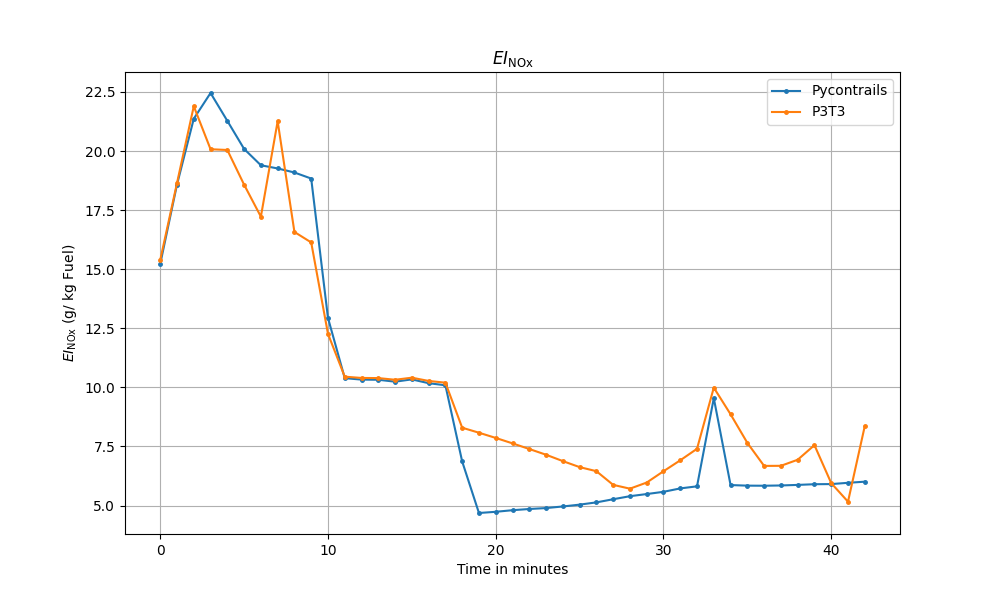 EI_NOx
Pycontrails
P3T3
22.5
20.0
17.5
15.0
12.5
10.0
7.5
5.0
EI_NOx (g/ kg Fuel)
0 10 20 30 40
Time in minutes